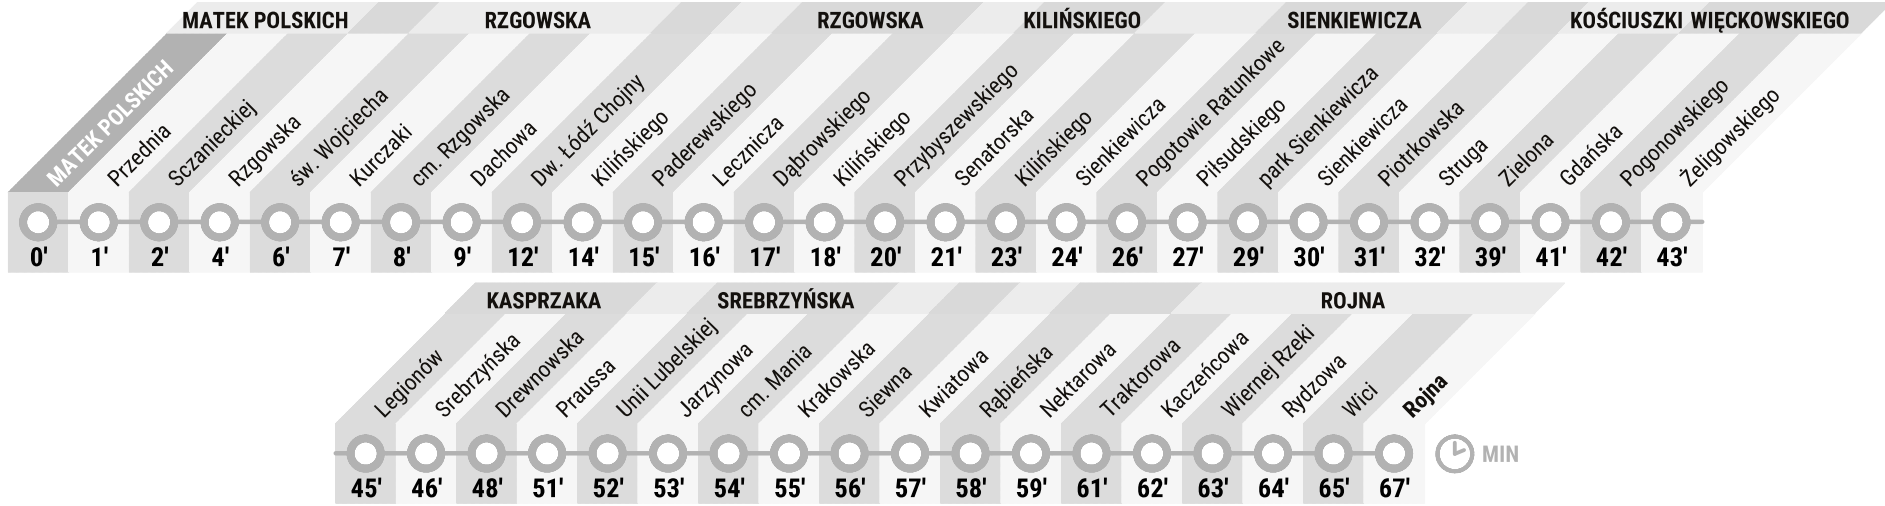 MATEK POLSKICH RZGOWSKA RZGOWSKA KILIŃSKIEGO SIENKIEWICZA KOŚCIUSZKI WIĘCKOWSKIEGO
MATEK POLSKICH
Przednia
Sczanieckiej
Rzgowska
św. Wojciecha
Kurczaki
cm. Rzgowska
Dachowa
Dw. Łódź Chojny
Kilińskiego
Paderewskiego
Lecznicza
Dąbrowskiego
Kilińskiego
Przybyszewskiego
Senatorska
Kilińskiego
Sienkiewicza
Pogotowie Ratunkowe
Piłsudskiego
park Sienkiewicza
Sienkiewicza
Piotrkowska
Struga
Zielona
Gdańska
Pogonowskiego
Żeligowskiego
0' 1' 2' 4' 6' 7' 8' 9' 12' 14' 15' 16' 17' 18' 20' 21' 23' 24' 26' 27' 29' 30' 31' 32' 39' 41' 42' 43'
KASPRZAKA SREBRZYŃSKA ROJNA
Legionów
Srebrzyńska
Drewnowska
Praussa
Unii Lubelskiej
Jarzynowa
cm. Mania
Krakowska
Siewna
Kwiatowa
Rąbieńska
Nektarowa
Traktorowa
Kaczeńcowa
Wiernej Rzeki
Rydzowa
Wici
Rojna
MIN
45' 46' 48' 51' 52' 53' 54' 55' 56' 57' 58' 59' 61' 62' 63' 64' 65' 67'